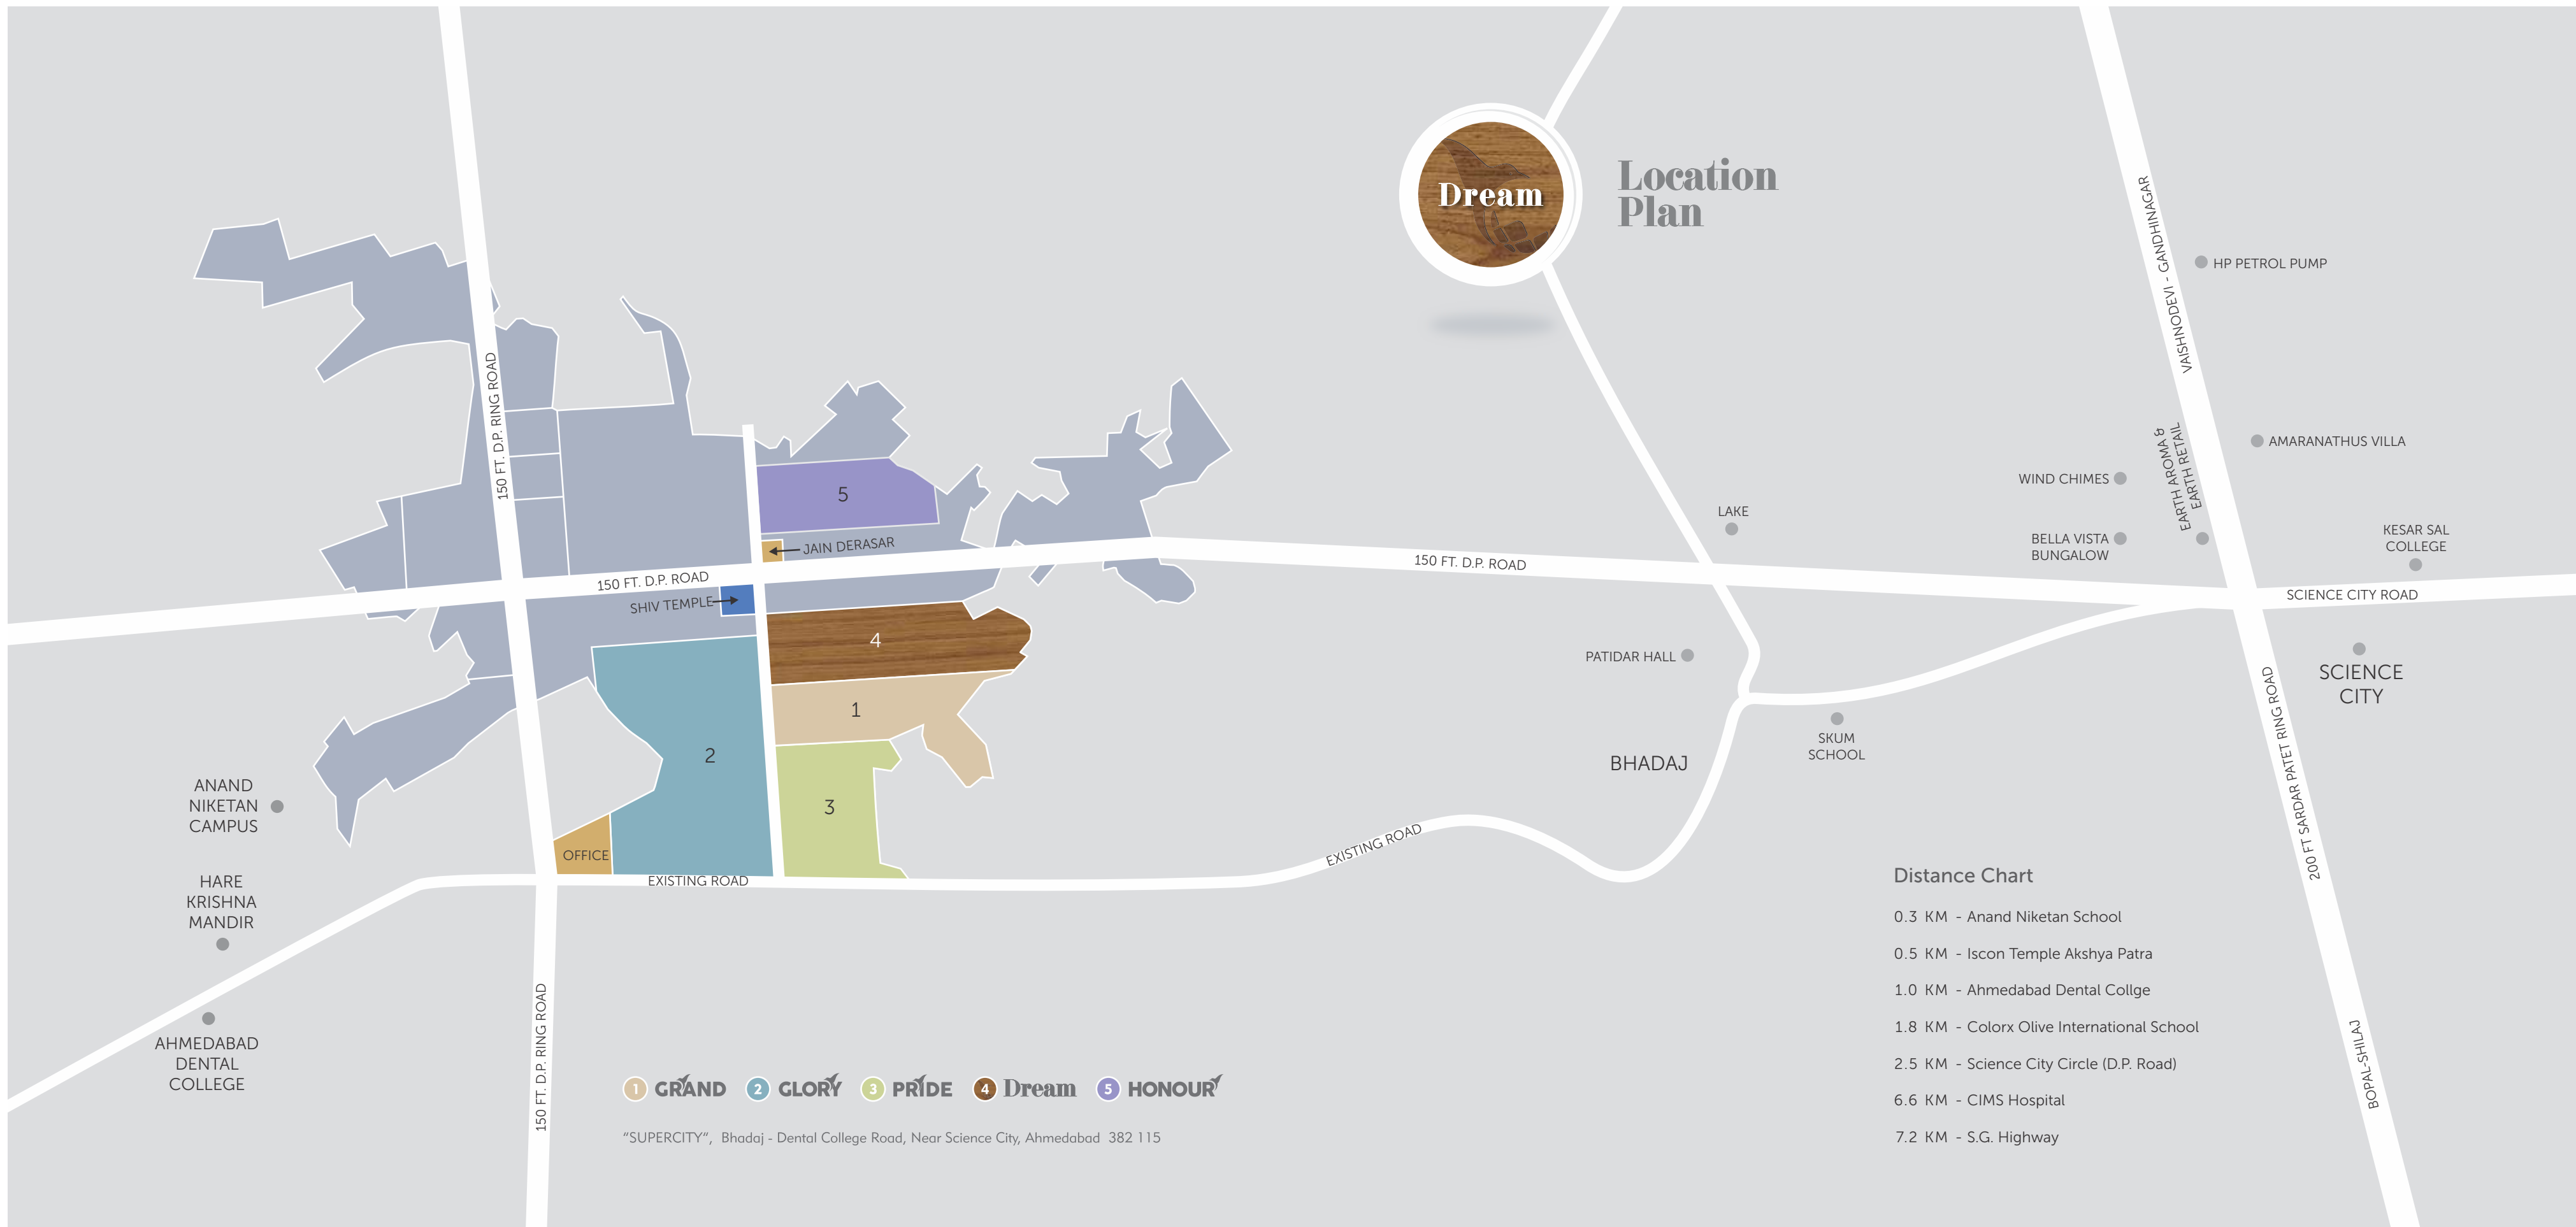 Dream
Location
Plan
VAISHNODEVI - GANDHINAGAR
HP PETROL PUMP
150 FT. D.P. RING ROAD
EARTH AROMA &
EARTH RETAIL
AMARANATHUS VILLA
WIND CHIMES
5
LAKE
BELLA VISTA
BUNGALOW
KESAR SAL
COLLEGE
JAIN DERASAR
150 FT. D.P. ROAD
150 FT. D.P. ROAD
SCIENCE CITY ROAD
SHIV TEMPLE
4
PATIDAR HALL
SCIENCE
CITY
1
2
SKUM
SCHOOL
BHADAJ
200 FT SARDAR PATET RING ROAD
3
ANAND
NIKETAN
CAMPUS
OFFICE
EXISTING ROAD
EXISTING ROAD
HARE
KRISHNA
MANDIR
AHMEDABAD
DENTAL
COLLEGE
150 FT. D.P. RING ROAD
Distance Chart
0.3 KM - Anand Niketan School
0.5 KM - Iscon Temple Akshya Patra
1.0 KM - Ahmedabad Dental Collge
1.8 KM - Colorx Olive International School
2.5 KM - Science City Circle (D.P. Road)
6.6 KM - CIMS Hospital
7.2 KM - S.G. Highway
BOPAL-SHILAJ
1 GRAND 2 GLORY 3 PRIDE 4 Dream 5 HONOUR
“SUPERCITY“, Bhadaj - Dental College Road, Near Science City, Ahmedabad 382 115